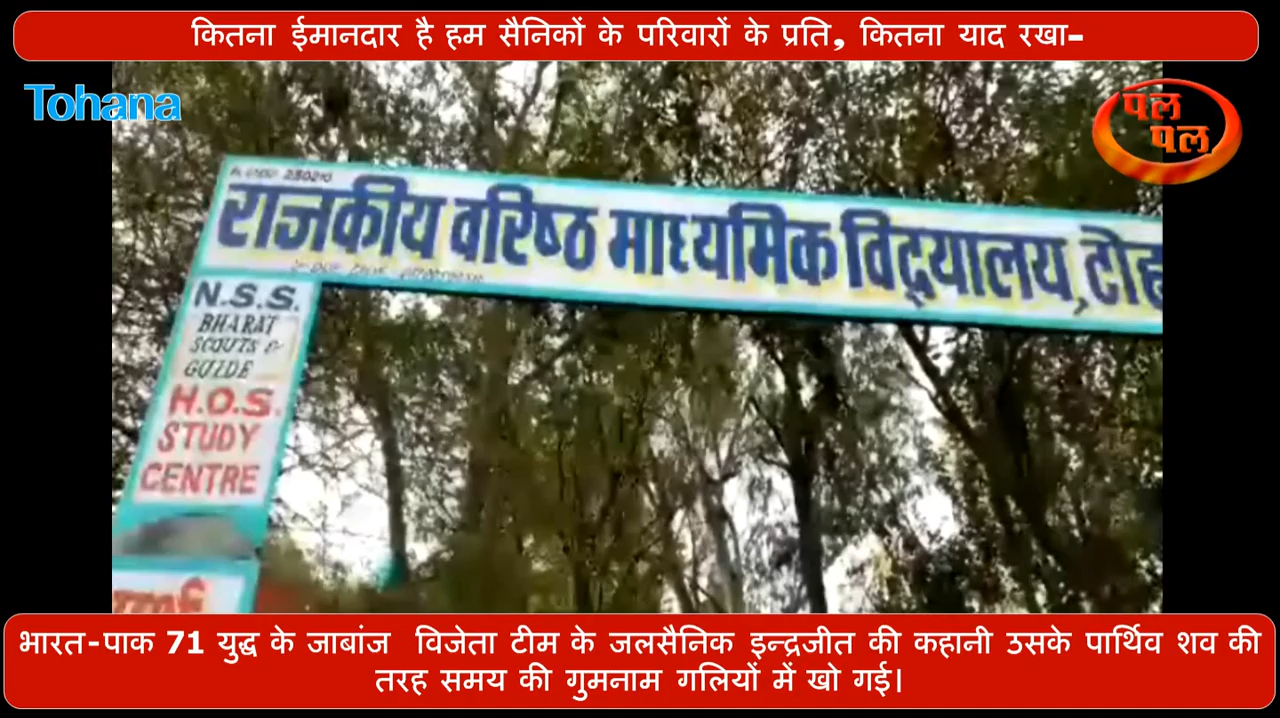 कितना ईमानदार है हम सैनिकों के परिवारों के प्रति, कितना याद रखा-
Tohana
पल
पल
राजकीय वरिष्ठ माध्यमिक विद्यालय, टोह
N.S.S.
BHARAT
SCOUTS &
GUIDE
H.O.S.
STUDY
CENTRE
भारत-पाक 71 युद्ध के जाबांज विजेता टीम के जलसैनिक इन्द्रजीत की कहानी उसके पार्थिव शव की
तरह समय की गुमनाम गलियों में खो गई।